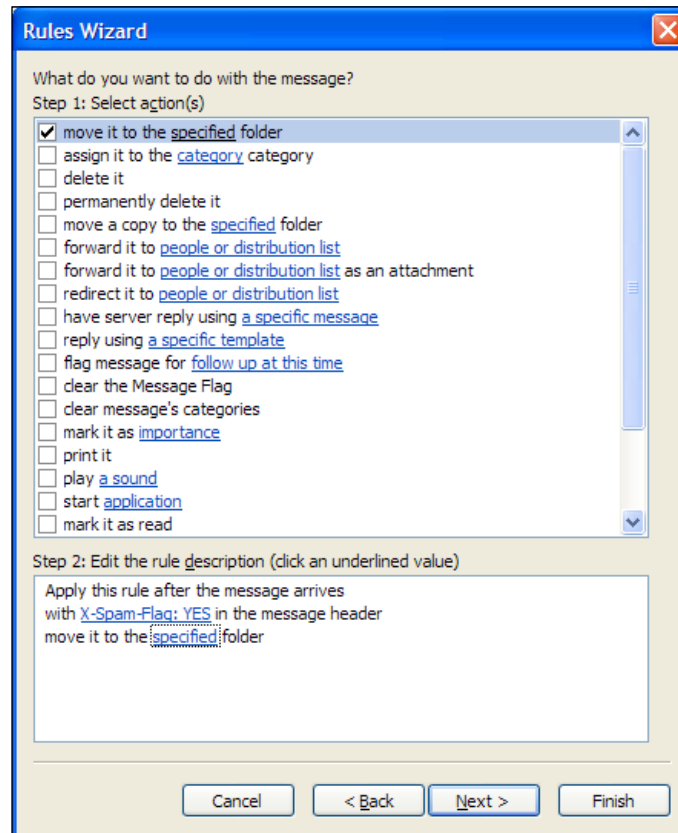 Rules Wizard
What do you want to do with the message?
Step 1: Select action(s)
move it to the specified folder
assign it to the category category
delete it
permanently delete it
move a copy to the specified folder
forward it to people or distribution list
forward it to people or distribution list as an attachment
redirect it to people or distribution list
have server reply using a specific message
reply using a specific template
flag message for follow up at this time
clear the Message Flag
clear message's categories
mark it as importance
print it
play a sound
start application
mark it as read
Step 2: Edit the rule description (click an underlined value)
Apply this rule after the message arrives
with X-Spam-Flag: YES in the message header
move it to the specified folder
Cancel < Back Next > Finish